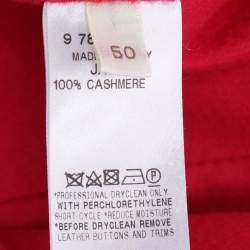 9 78
50
MADE
100% CASHMERE
*PROFESSIONAL DRYCLEAN ONLY
WITH PERCHLORETHYLENE
SHORT CYCLE *REDUCE MOISTURE
*BEFORE DRYCLEAN REMOVE
LEATHER BUTTONS AND TRIMS